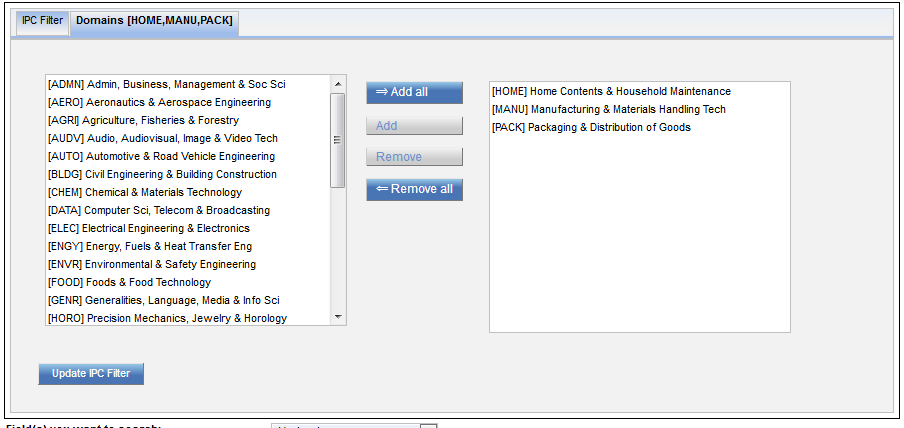 IPC Filter
Domains [HOME,MANU,PACK]
[ADMN] Admin, Business, Management & Soc Sci
[AERO] Aeronautics & Aerospace Engineering
[AGRI] Agriculture, Fisheries & Forestry
[AUDV] Audio, Audiovisual, Image & Video Tech
[AUTO] Automotive & Road Vehicle Engineering
[BLDG] Civil Engineering & Building Construction
[CHEM] Chemical & Materials Technology
[DATA] Computer Sci, Telecom & Broadcasting
[ELEC] Electrical Engineering & Electronics
[ENGY] Energy, Fuels & Heat Transfer Eng
[ENVR] Environmental & Safety Engineering
[FOOD] Foods & Food Technology
[GENR] Generalities, Language, Media & Info Sci
[HORO] Precision Mechanics, Jewelry & Horology
⇒ Add all
Add
Remove
⇐ Remove all
[HOME] Home Contents & Household Maintenance
[MANU] Manufacturing & Materials Handling Tech
[PACK] Packaging & Distribution of Goods
Update IPC Filter
Field(s) you want to search: